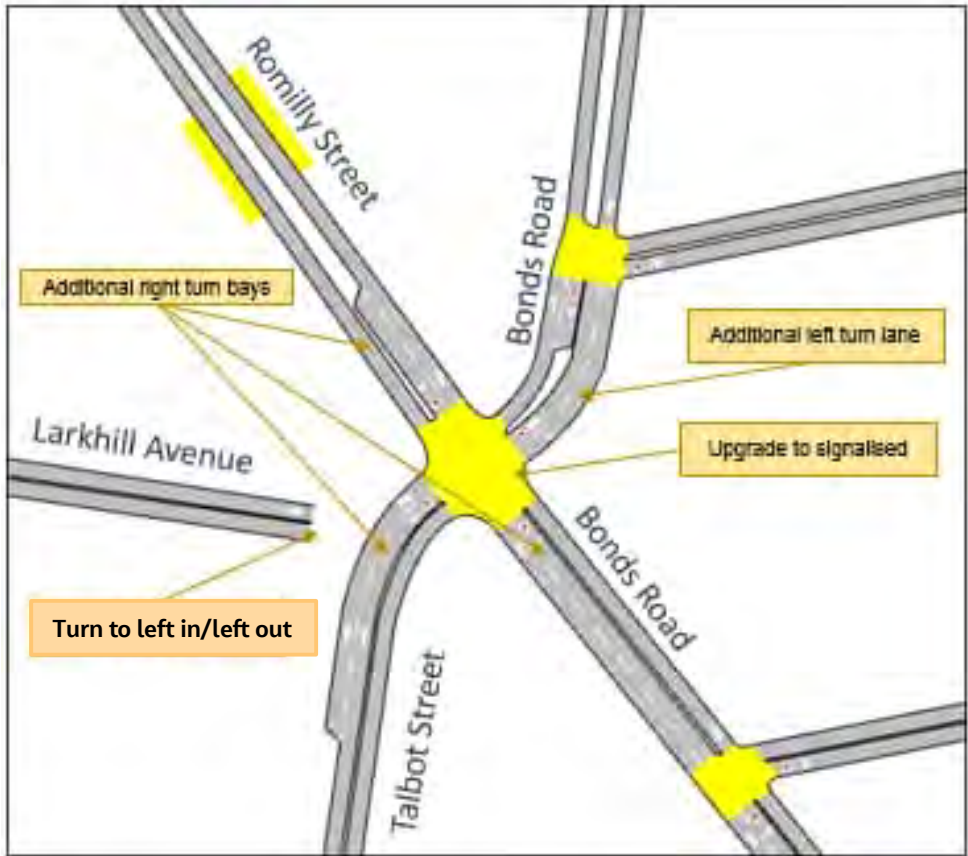 Romilly Street
Bonds Road
Additional right turn bays
Additional left turn lane
Larkhill Avenue
Upgrade to signalised
Bonds Road
Turn to left in/left out
Talbot Street